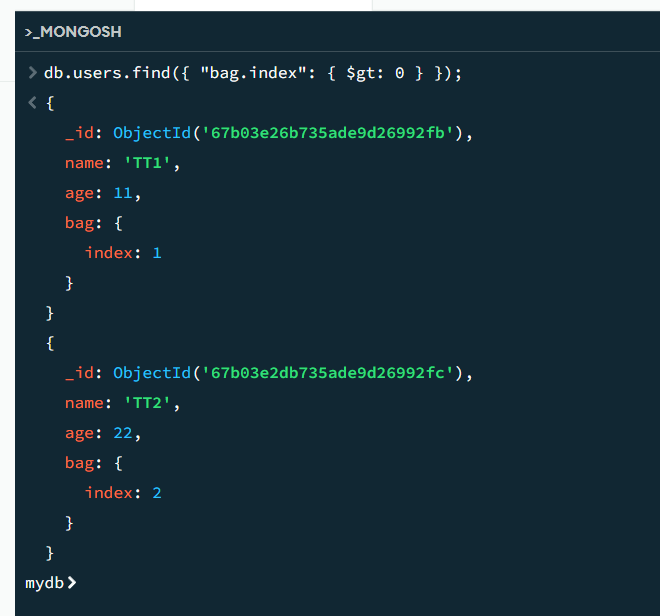 >_MONGOSH
> db.users.find({ "bag.index": { $gt: 0 } });
< {
_id: ObjectId('67b03e26b735ade9d26992fb'),
name: 'TT1',
age: 11,
bag: {
index: 1
}
}
{
_id: ObjectId('67b03e2db735ade9d26992fc'),
name: 'TT2',
age: 22,
bag: {
index: 2
}
}
mydb>